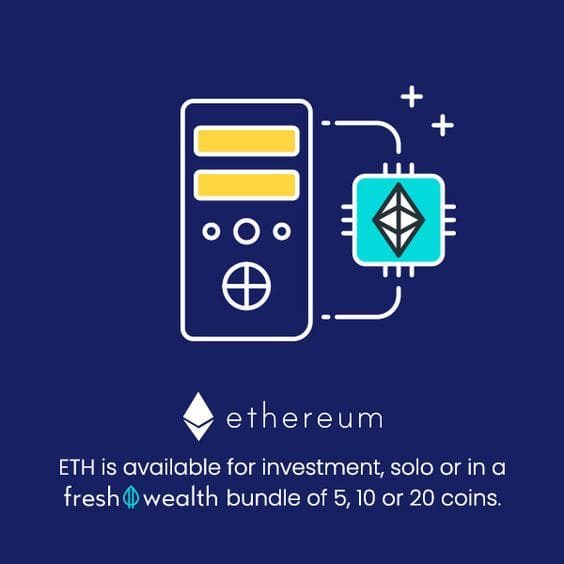 ethereum
ETH is available for investment, solo or in a
fresh wealth bundle of 5, 10 or 20 coins.